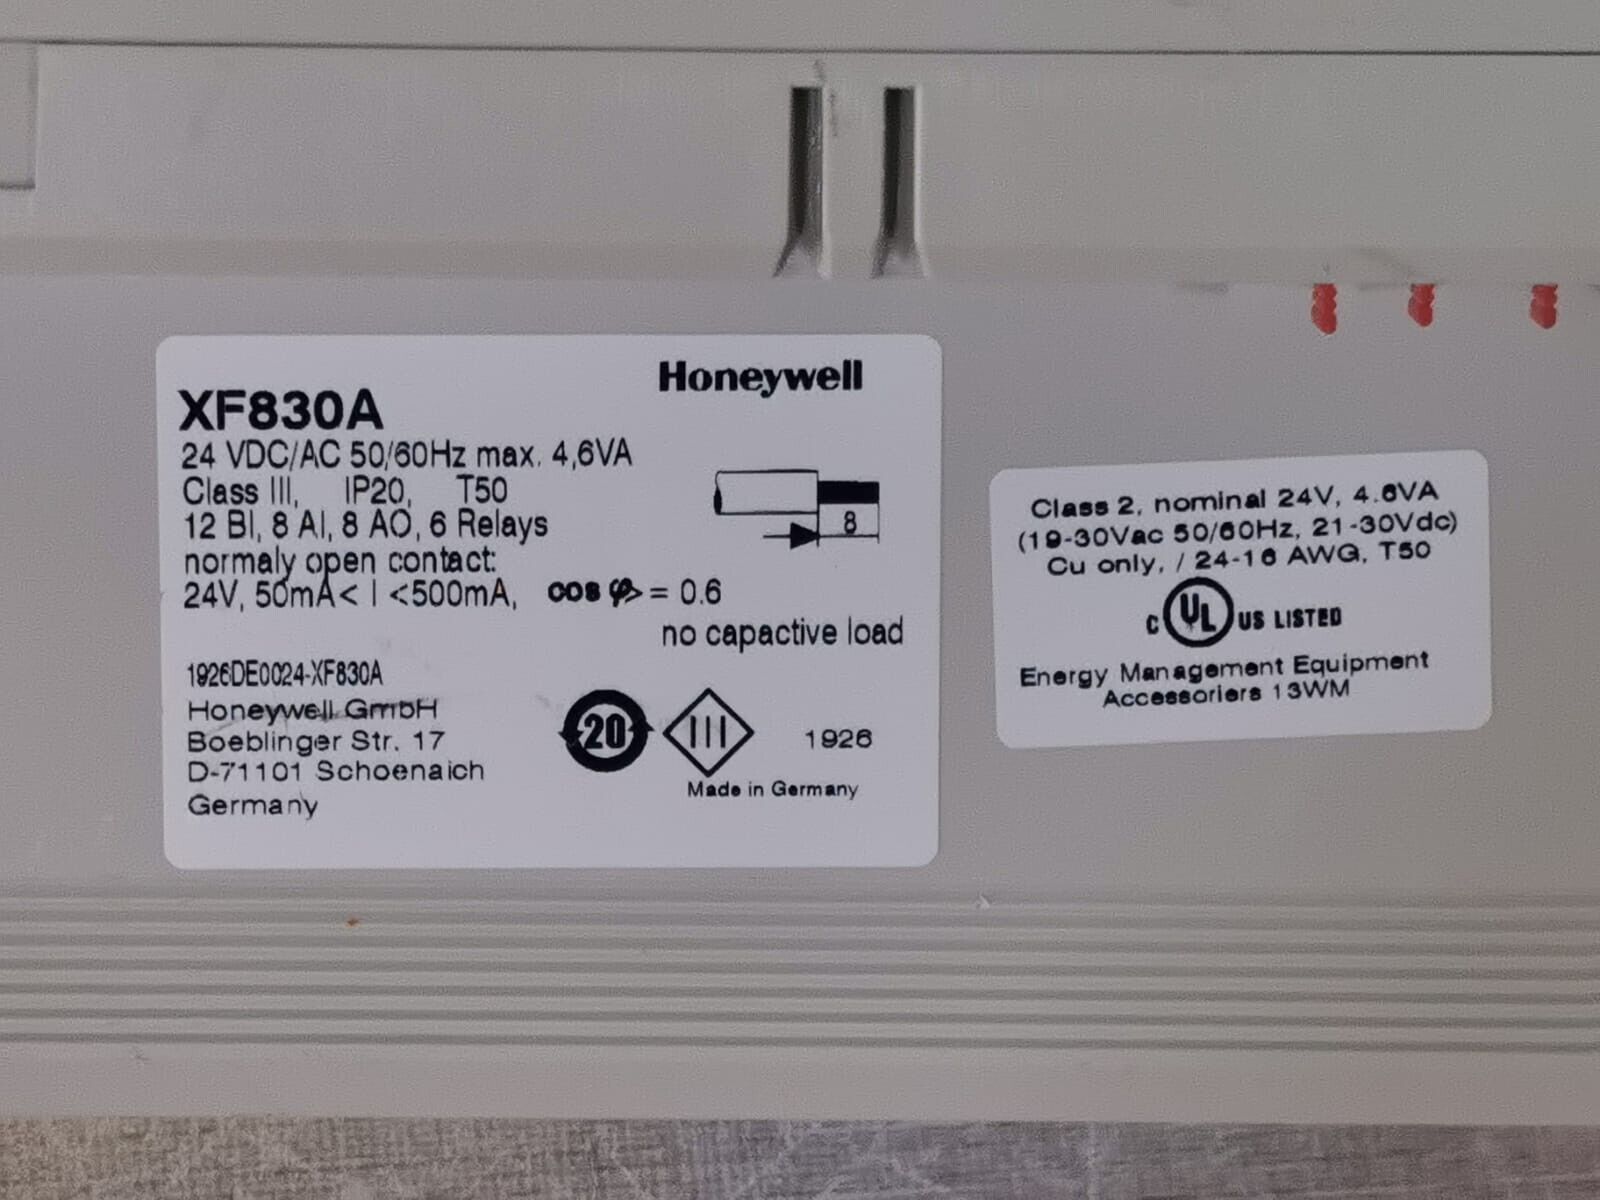 Honeywell
XF830A
24 VDC/AC 50/60Hz max. 4,6VA
Class III, IP20, T50
12 BI, 8 AI, 8 AO, 6 Relays
normaly open contact:
24V, 50mA< I <500mA, cos φ = 0.6
no capactive load
8
1926DE0024-XF830A
Honeywell GmbH
Boeblinger Str. 17
D-71101 Schoenaich
Germany
20
III
1926
Made in Germany
Class 2, nominal 24V, 4.6VA
(19-30Vac 50/60Hz, 21-30Vdc)
Cu only, / 24-16 AWG, T50
C UL US LISTED
Energy Management Equipment
Accessoriers 13WM